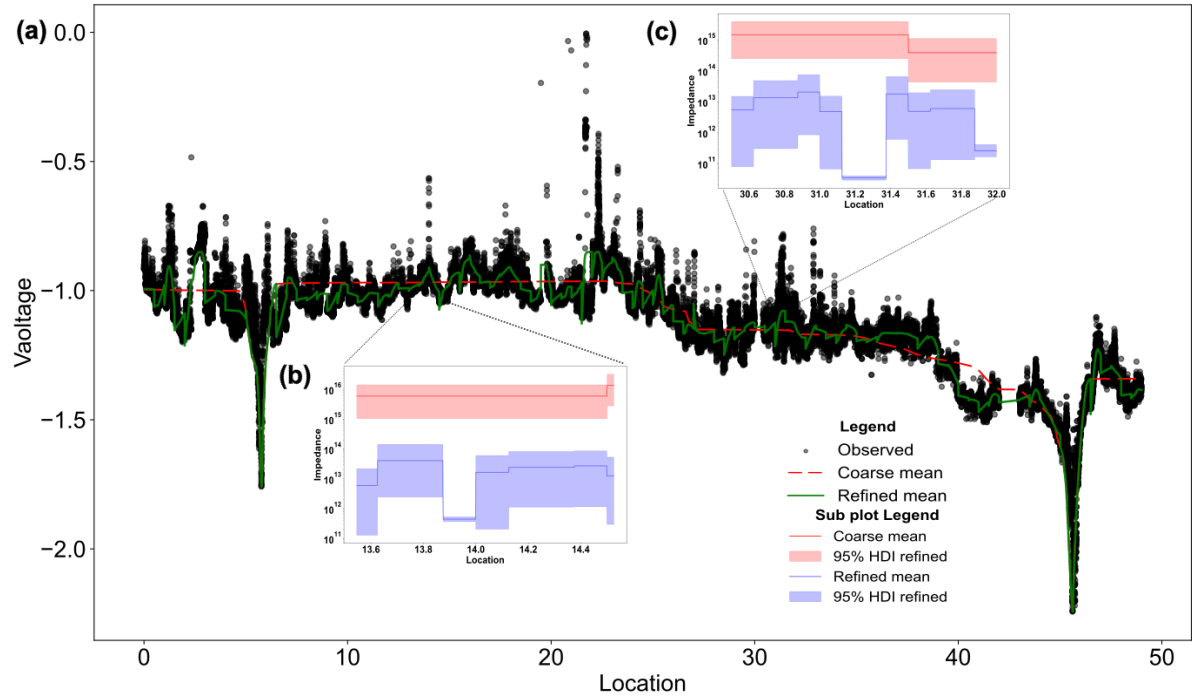 (a)
0.0
−0.5
−1.0
−1.5
−2.0
Vaoltage
0 10 20 30 40 50
Location
(c)
10^15
10^14
10^13
10^12
10^11
Impedance
30.6 30.8 31.0 31.2 31.4 31.6 31.8 32.0
Location
(b)
10^16
10^15
10^14
10^13
10^12
10^11
Impedance
13.6 13.8 14.0 14.2 14.4
Location
Legend
Observed
Coarse mean
Refined mean
Sub plot Legend
Coarse mean
95% HDI refined
Refined mean
95% HDI refined